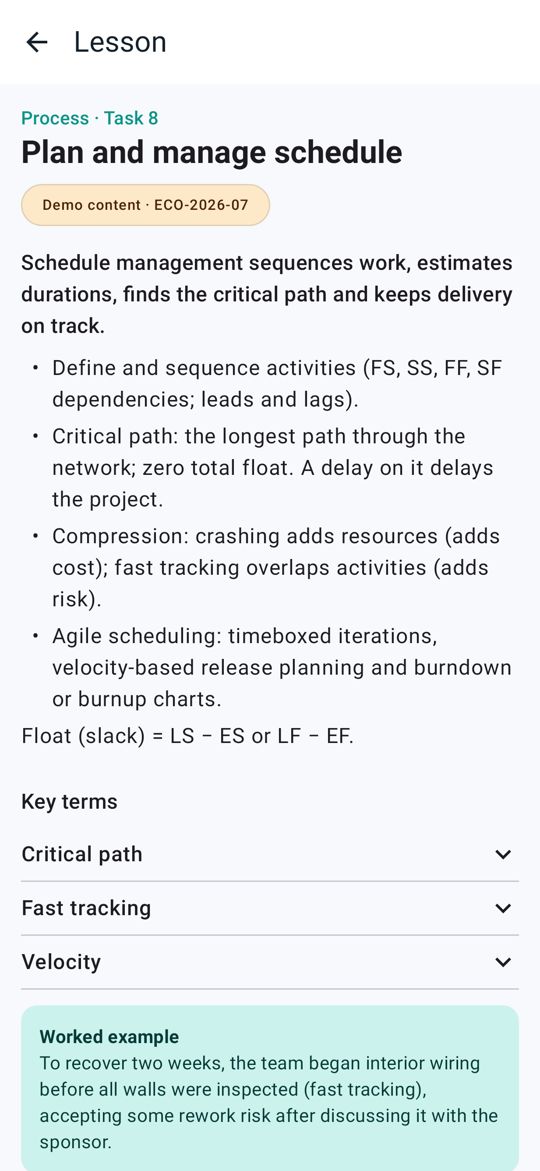 Lesson
Process · Task 8
Plan and manage schedule
Demo content · ECO-2026-07
Schedule management sequences work, estimates
durations, finds the critical path and keeps delivery
on track.
• Define and sequence activities (FS, SS, FF, SF
dependencies; leads and lags).
• Critical path: the longest path through the
network; zero total float. A delay on it delays
the project.
• Compression: crashing adds resources (adds
cost); fast tracking overlaps activities (adds
risk).
• Agile scheduling: timeboxed iterations,
velocity-based release planning and burndown
or burnup charts.
Float (slack) = LS − ES or LF − EF.
Key terms
Critical path
Fast tracking
Velocity
Worked example
To recover two weeks, the team began interior wiring
before all walls were inspected (fast tracking),
accepting some rework risk after discussing it with the
sponsor.